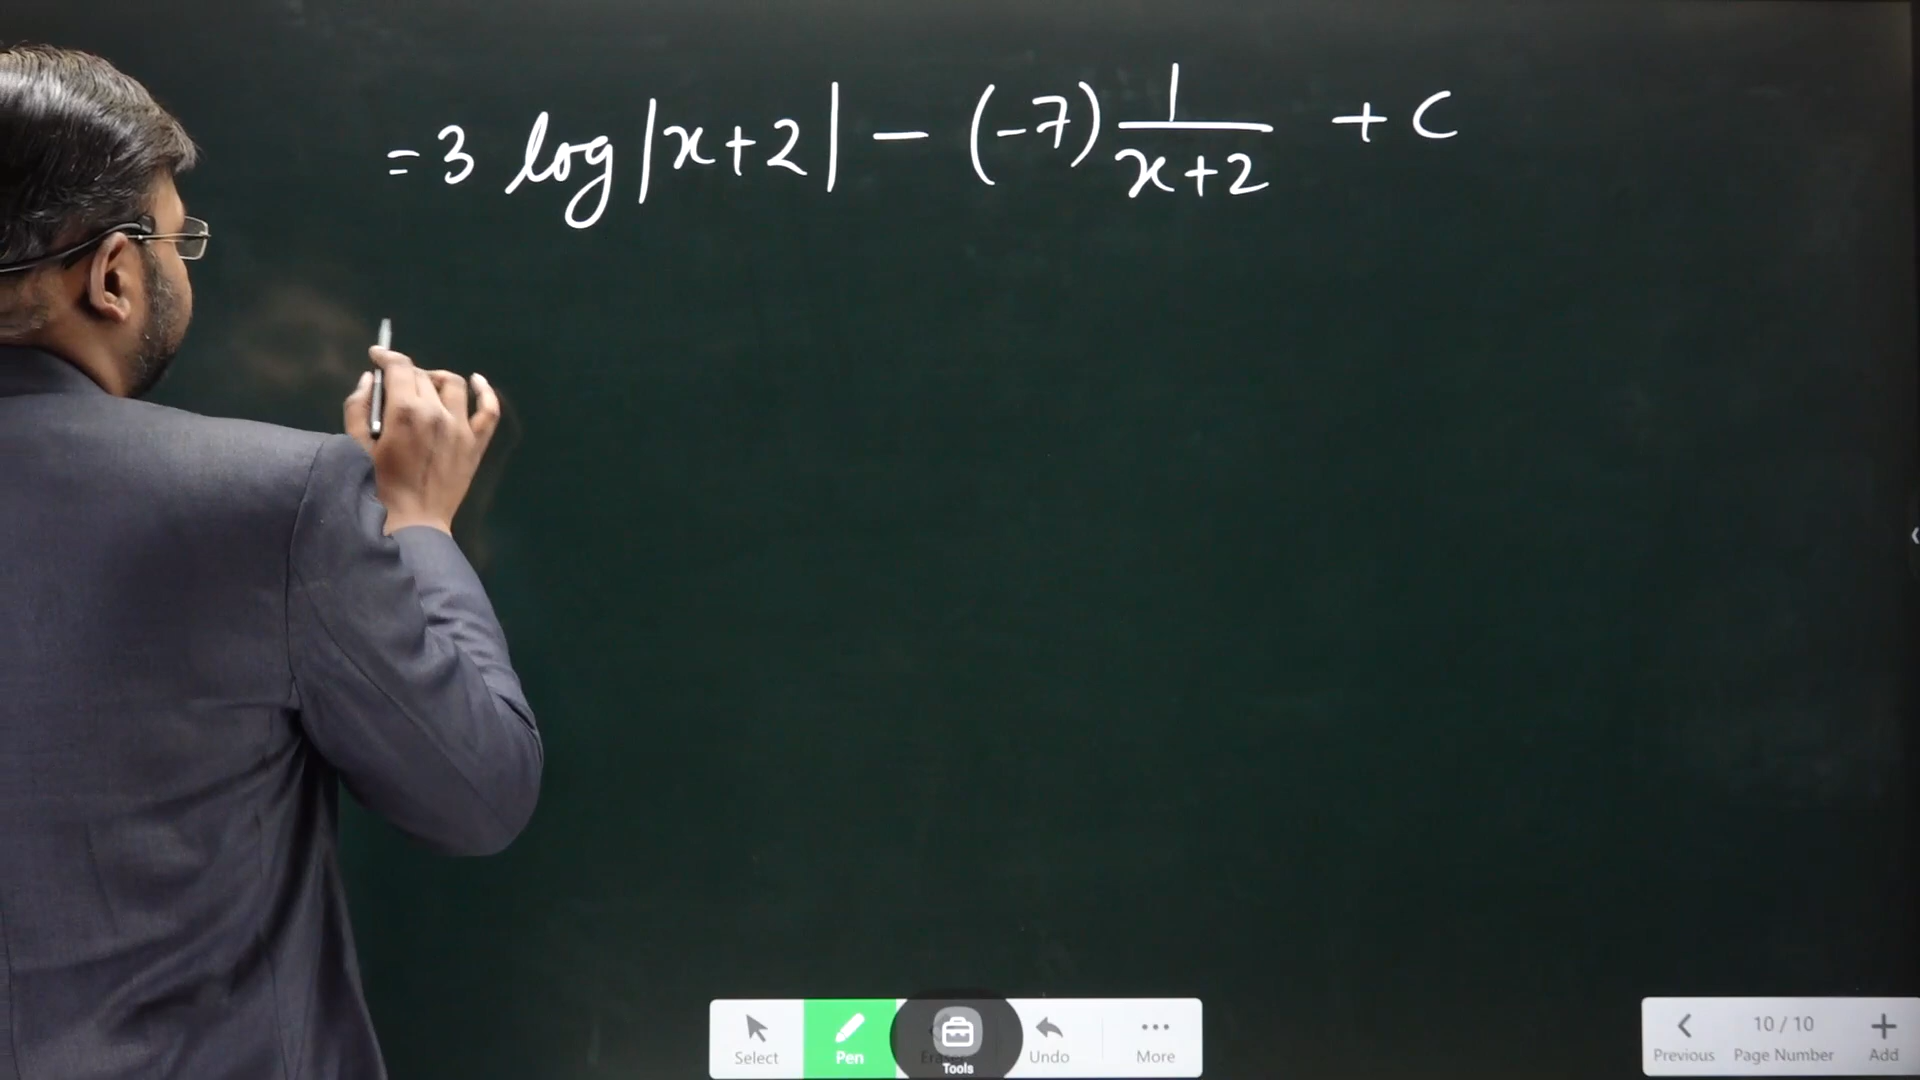 = 3 log|x+2| - (-7) 1/(x+2) + c
Select Pen Tools Undo More
Previous 10 / 10 Page Number Add